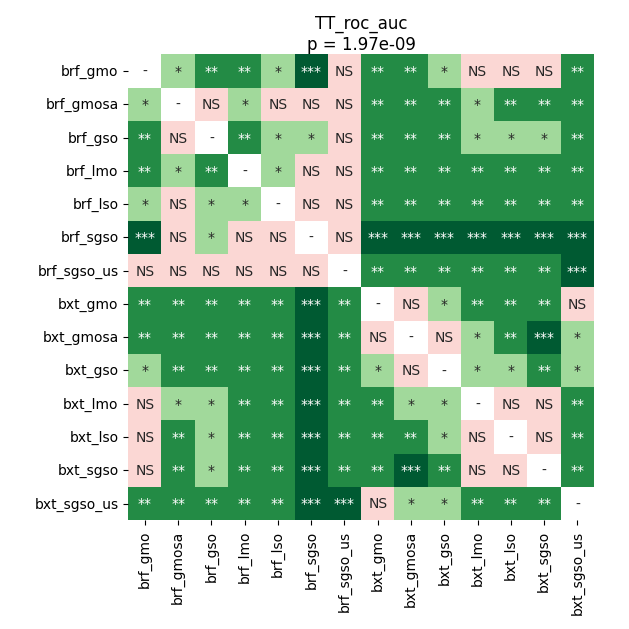 TT_roc_auc
p = 1.97e-09
brf_gmo - * ** ** * *** NS ** ** * NS NS NS **
brf_gmosa * - NS * NS NS NS ** ** ** * ** ** **
brf_gso ** NS - ** * * NS ** ** ** * * * **
brf_lmo ** * ** - * NS NS ** ** ** ** ** ** **
brf_lso * NS * * - NS NS ** ** ** ** ** ** **
brf_sgso *** NS * NS NS - NS *** *** *** *** *** *** ***
brf_sgso_us NS NS NS NS NS NS - ** ** ** ** ** ** ***
bxt_gmo ** ** ** ** ** *** ** - NS * ** ** ** NS
bxt_gmosa ** ** ** ** ** *** ** NS - NS * ** *** *
bxt_gso * ** ** ** ** *** ** * NS - * * ** *
bxt_lmo NS * * ** ** *** ** ** * * - NS NS **
bxt_lso NS ** * ** ** *** ** ** ** * NS - NS **
bxt_sgso NS ** * ** ** *** ** ** *** ** NS NS - **
bxt_sgso_us ** ** ** ** ** *** *** NS * * ** ** ** -
brf_gmo brf_gmosa brf_gso brf_lmo brf_lso brf_sgso brf_sgso_us bxt_gmo bxt_gmosa bxt_gso bxt_lmo bxt_lso bxt_sgso bxt_sgso_us